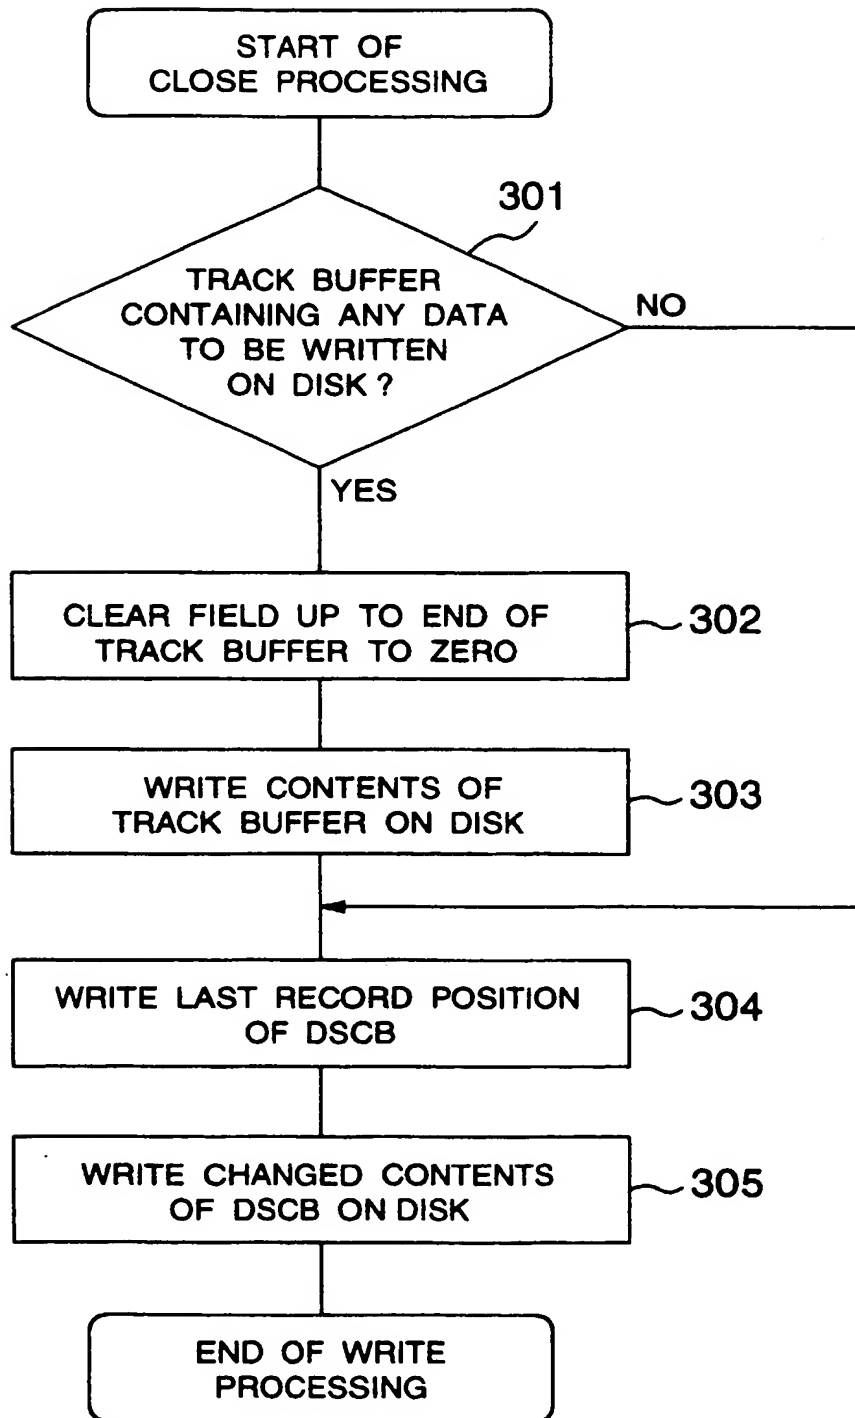 START OF
CLOSE PROCESSING
301
TRACK BUFFER
CONTAINING ANY DATA
TO BE WRITTEN
ON DISK?
NO
YES
CLEAR FIELD UP TO END OF
TRACK BUFFER TO ZERO
302
WRITE CONTENTS OF
TRACK BUFFER ON DISK
303
WRITE LAST RECORD POSITION
OF DSCB
304
WRITE CHANGED CONTENTS
OF DSCB ON DISK
305
END OF WRITE
PROCESSING